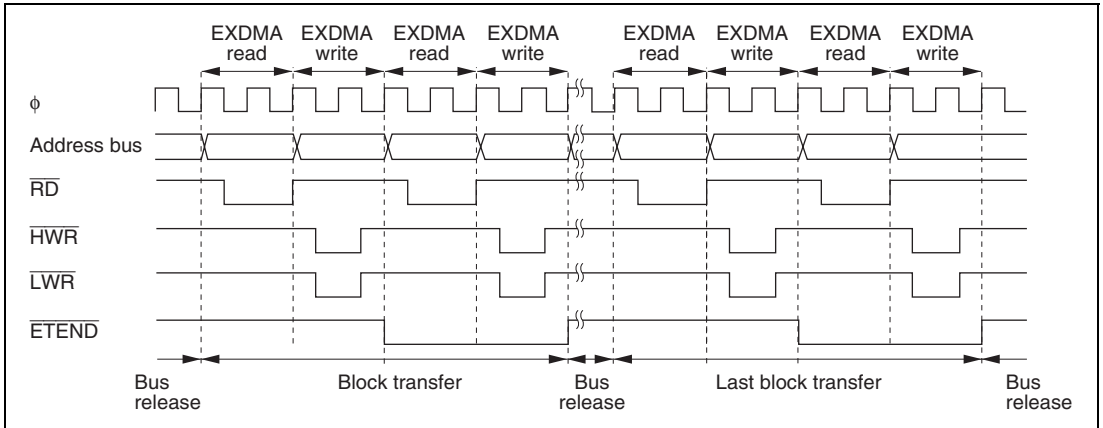 EXDMA EXDMA EXDMA EXDMA EXDMA EXDMA EXDMA EXDMA
read write read write read write read write
ϕ
Address bus
RD
HWR
LWR
ETEND
Bus release
Block transfer
Bus release
Last block transfer
Bus release